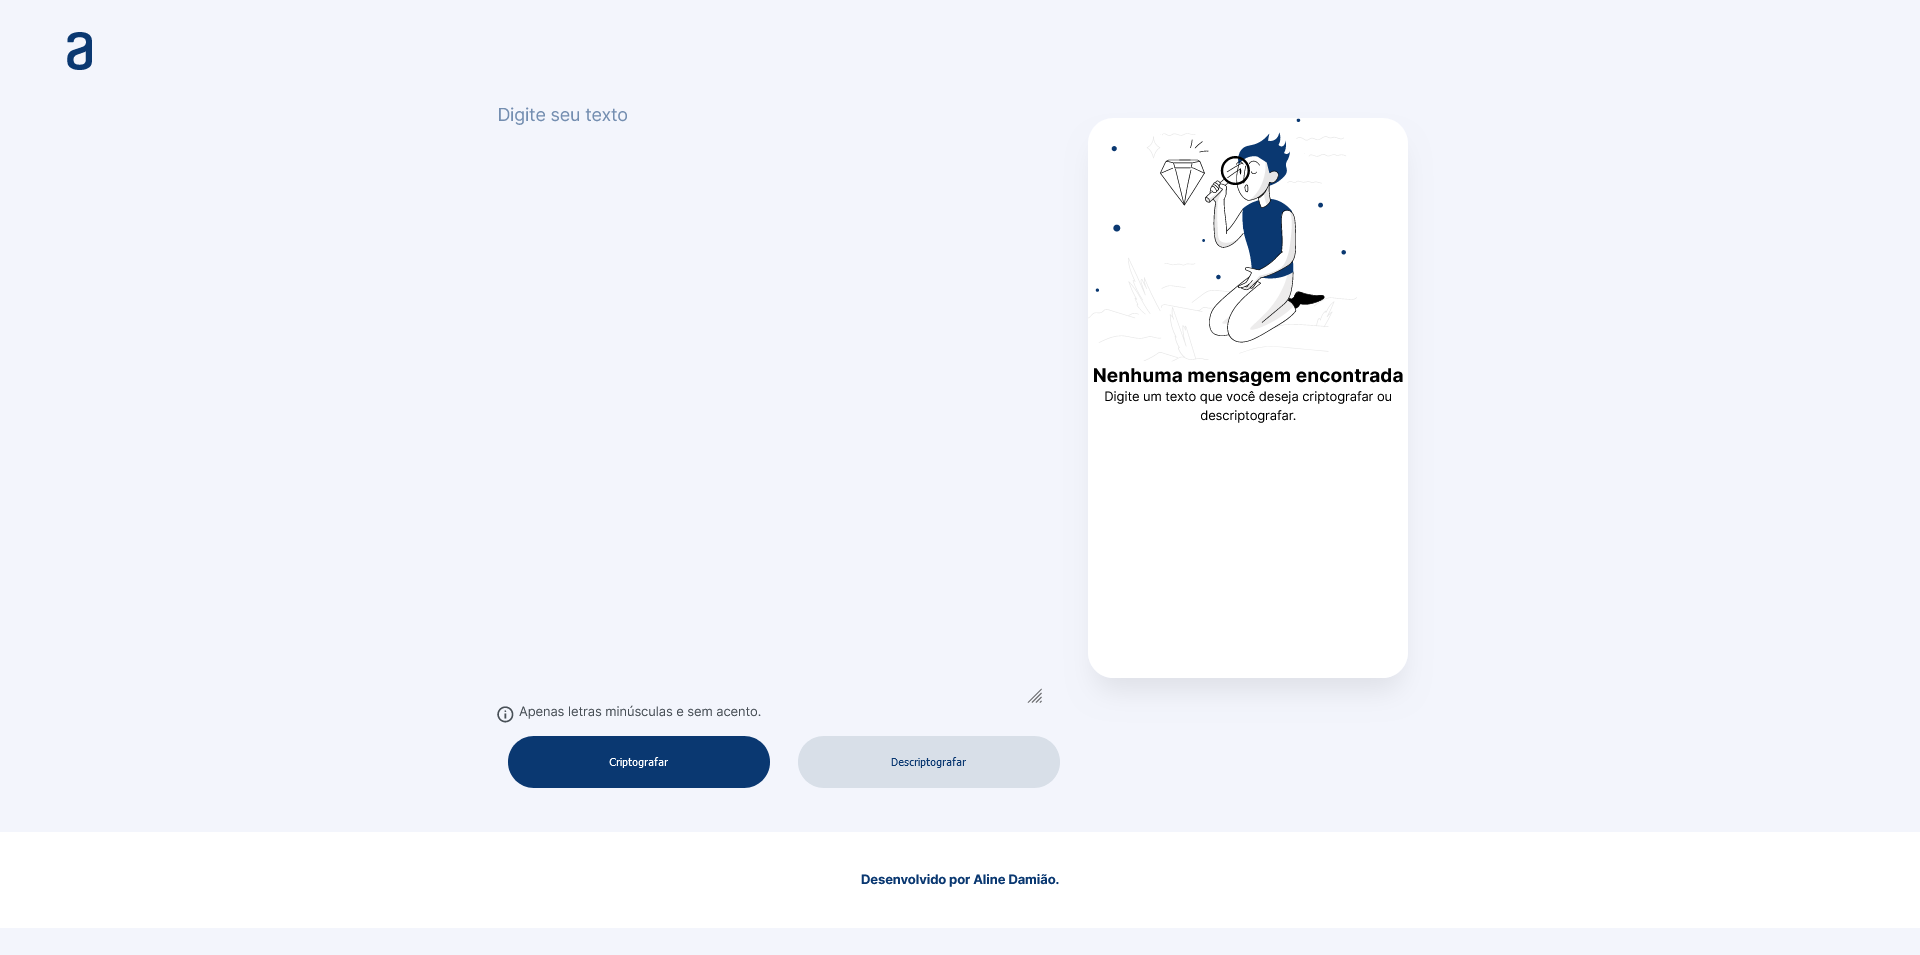 a
Digite seu texto
Nenhuma mensagem encontrada
Digite um texto que você deseja criptografar ou
descriptografar.
Apenas letras minúsculas e sem acento.
Criptografar
Descriptografar
Desenvolvido por Aline Damião.